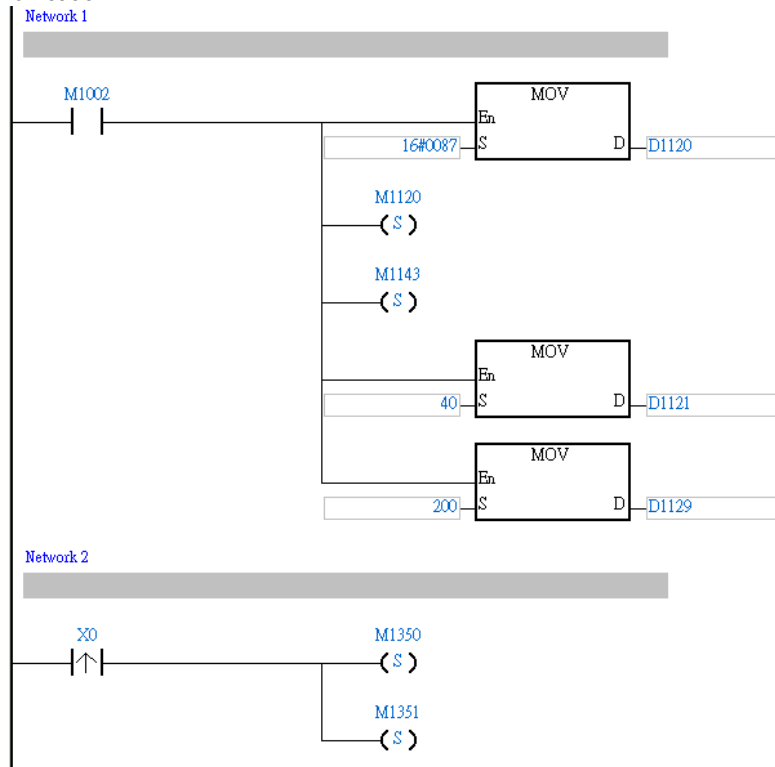 Network 1
M1002
MOV
En
16#0087 S D D1120
M1120
( S )
M1143
( S )
MOV
En
40 S D D1121
MOV
En
200 S D D1129
Network 2
X0 M1350
( S )
M1351
( S )